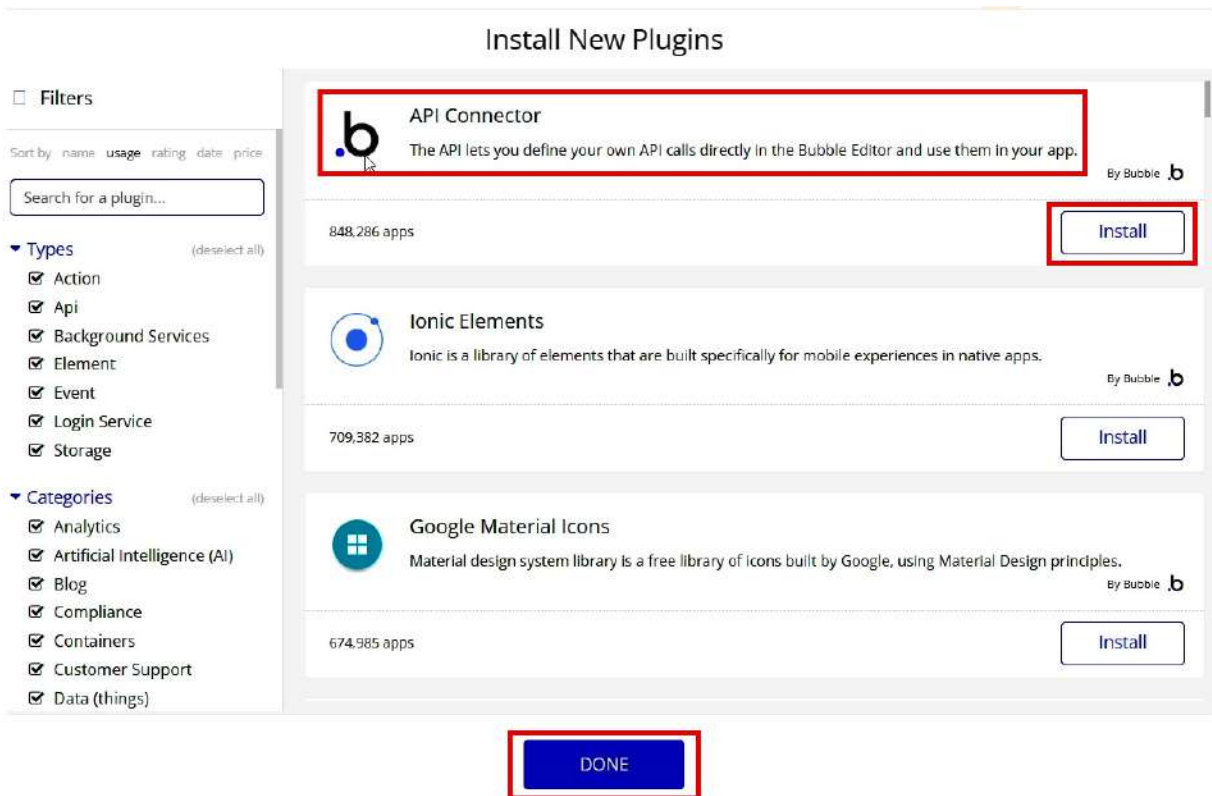 Install New Plugins
Filters
Sort by name usage rating date price
Search for a plugin...
Types (deselect all)
Action
Api
Background Services
Element
Event
Login Service
Storage
Categories (deselect all)
Analytics
Artificial Intelligence (AI)
Blog
Compliance
Containers
Customer Support
Data (things)
.b
API Connector
The API lets you define your own API calls directly in the Bubble Editor and use them in your app.
By Bubble .b
848,286 apps
Install
Ionic Elements
Ionic is a library of elements that are built specifically for mobile experiences in native apps.
By Bubble .b
709,382 apps
Install
Google Material Icons
Material design system library is a free library of icons built by Google, using Material Design principles.
By Bubble .b
674,985 apps
Install
DONE